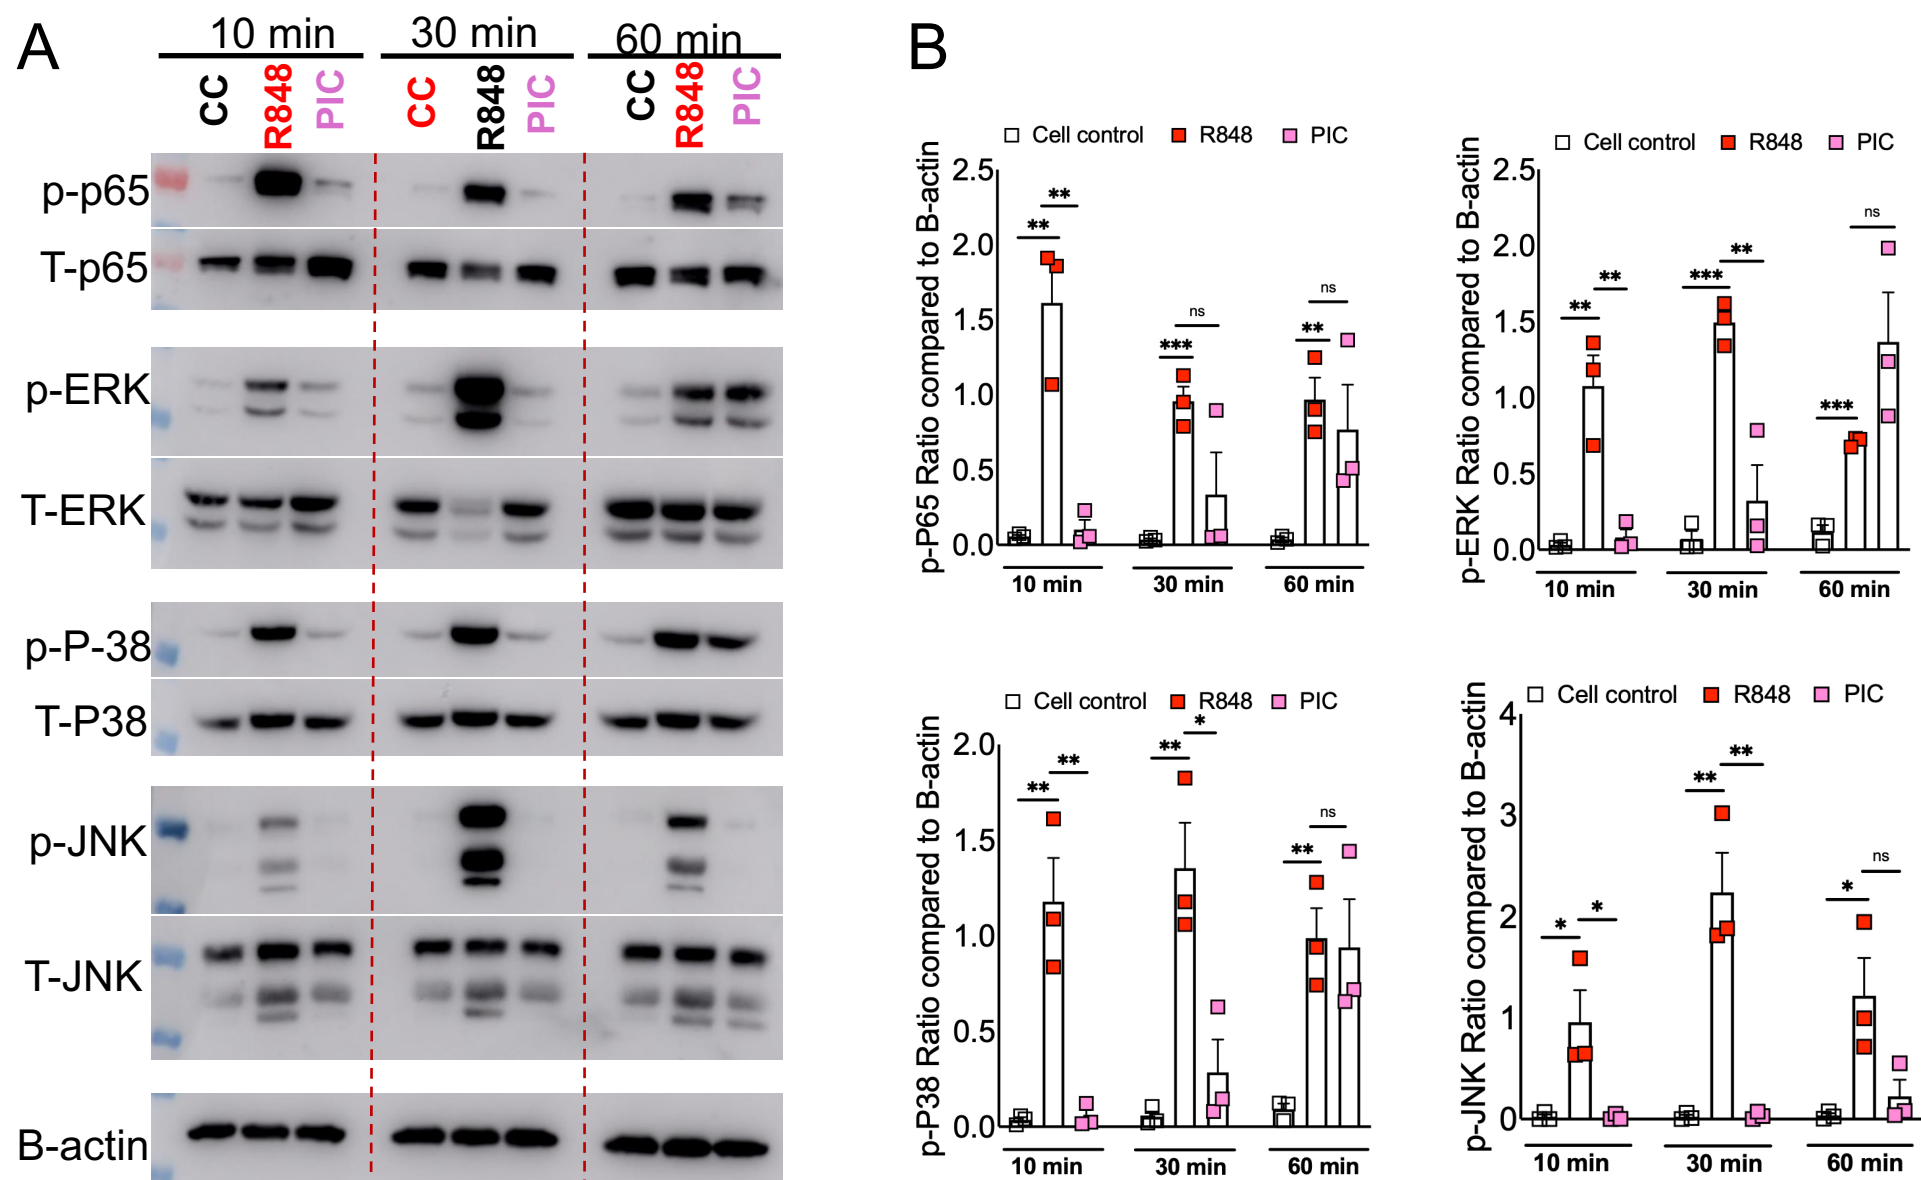 A
10 min
30 min
60 min
CC
R848
PIC
CC
R848
PIC
CC
R848
PIC
p-p65
T-p65
p-ERK
T-ERK
p-P-38
T-P38
p-JNK
T-JNK
B-actin
B
Cell control R848 PIC
p-P65 Ratio compared to B-actin
2.5
2.0
1.5
1.0
0.5
0.0
** **
*** ns
** ns
10 min 30 min 60 min
Cell control R848 PIC
p-ERK Ratio compared to B-actin
2.5
2.0
1.5
1.0
0.5
0.0
** **
*** **
*** ns
10 min 30 min 60 min
Cell control R848 PIC
p-P38 Ratio compared to B-actin
2.0
1.5
1.0
0.5
0.0
** **
** *
** ns
10 min 30 min 60 min
Cell control R848 PIC
p-JNK Ratio compared to B-actin
4
3
2
1
0
* *
** **
* ns
10 min 30 min 60 min